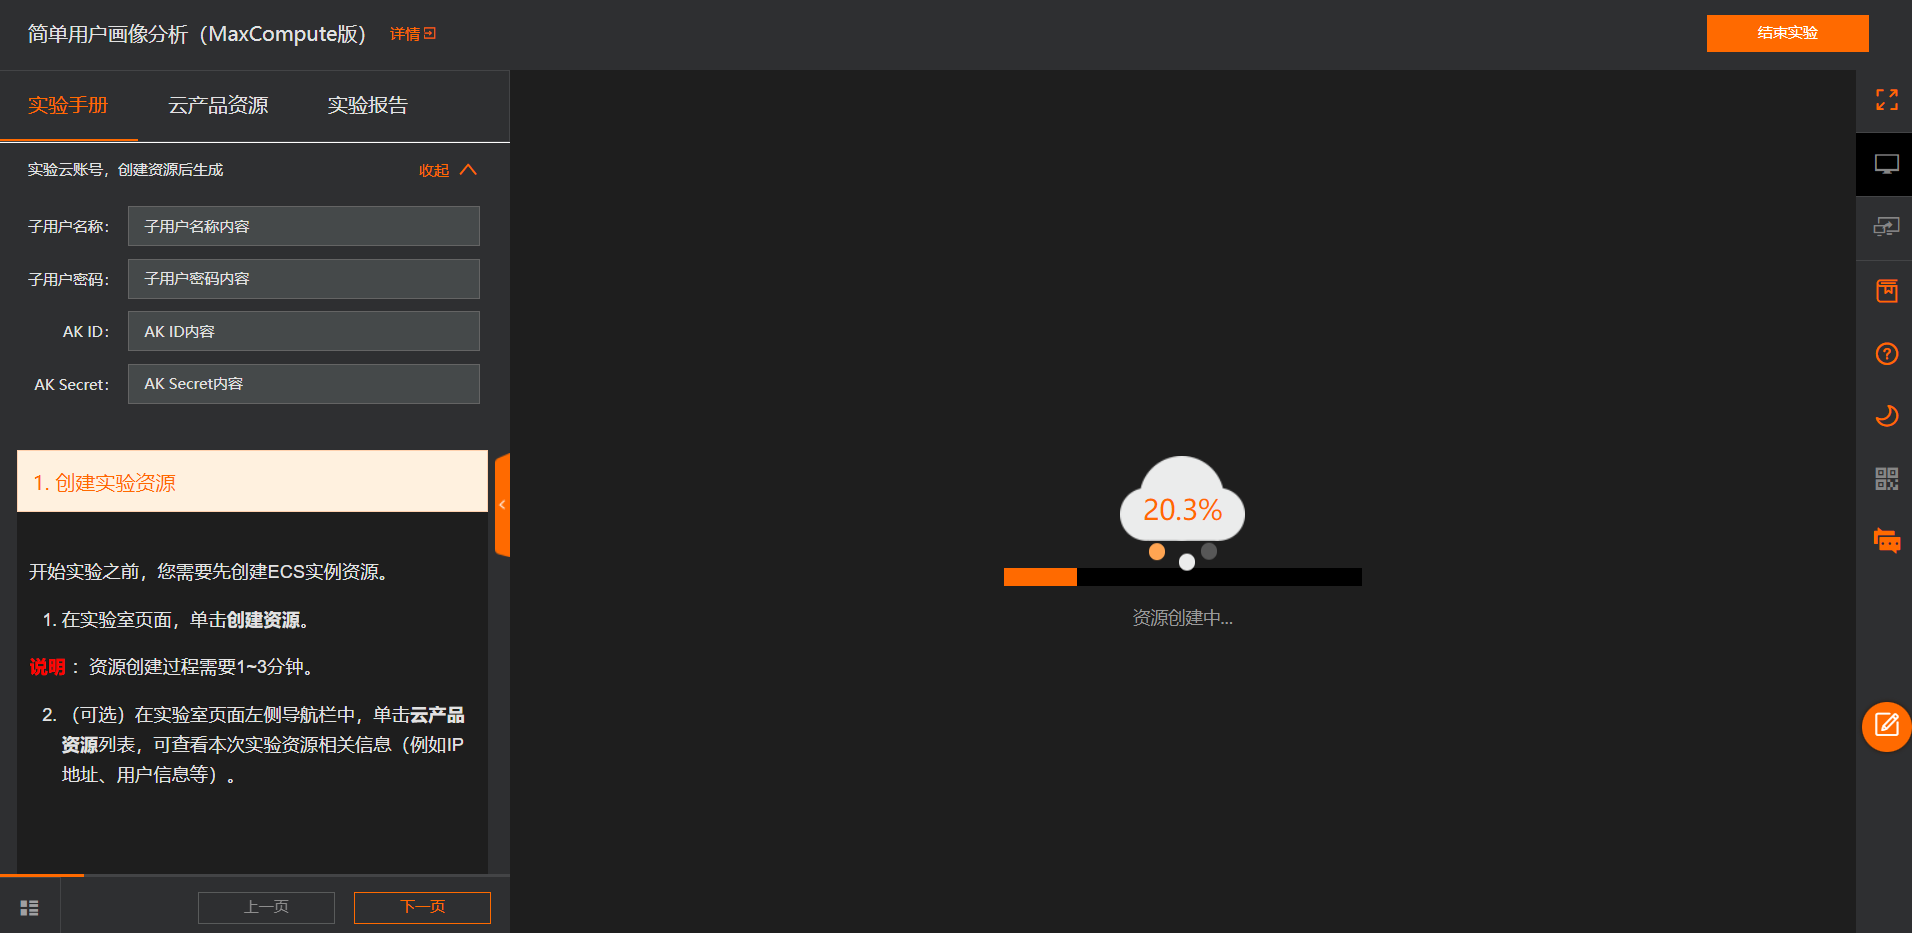 简单用户画像分析（MaxCompute版） 详情
结束实验
实验手册 云产品资源 实验报告
实验云账号，创建资源后生成 收起
子用户名称： 子用户名称内容
子用户密码： 子用户密码内容
AK ID： AK ID内容
AK Secret： AK Secret内容
1. 创建实验资源
开始实验之前，您需要先创建ECS实例资源。
1. 在实验室页面，单击创建资源。
说明 ：资源创建过程需要1~3分钟。
2. （可选）在实验室页面左侧导航栏中，单击云产品
资源列表，可查看本次实验资源相关信息（例如IP
地址、用户信息等）。
上一页 下一页
20.3%
资源创建中...